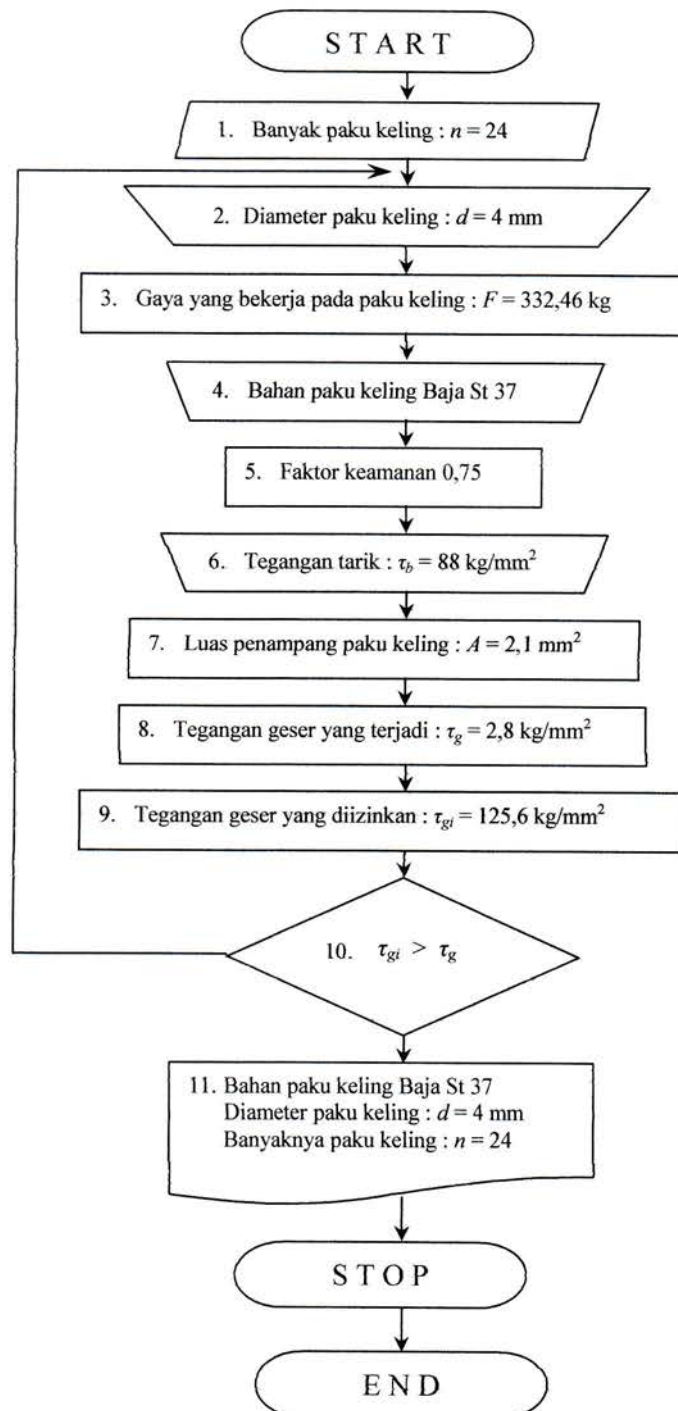 START
1. Banyak paku keling : n = 24
2. Diameter paku keling : d = 4 mm
3. Gaya yang bekerja pada paku keling : F = 332,46 kg
4. Bahan paku keling Baja St 37
5. Faktor keamanan 0,75
6. Tegangan tarik : τb = 88 kg/mm²
7. Luas penampang paku keling : A = 2,1 mm²
8. Tegangan geser yang terjadi : τg = 2,8 kg/mm²
9. Tegangan geser yang diizinkan : τgi = 125,6 kg/mm²
10. τgi > τg
11. Bahan paku keling Baja St 37
Diameter paku keling : d = 4 mm
Banyaknya paku keling : n = 24
STOP
END